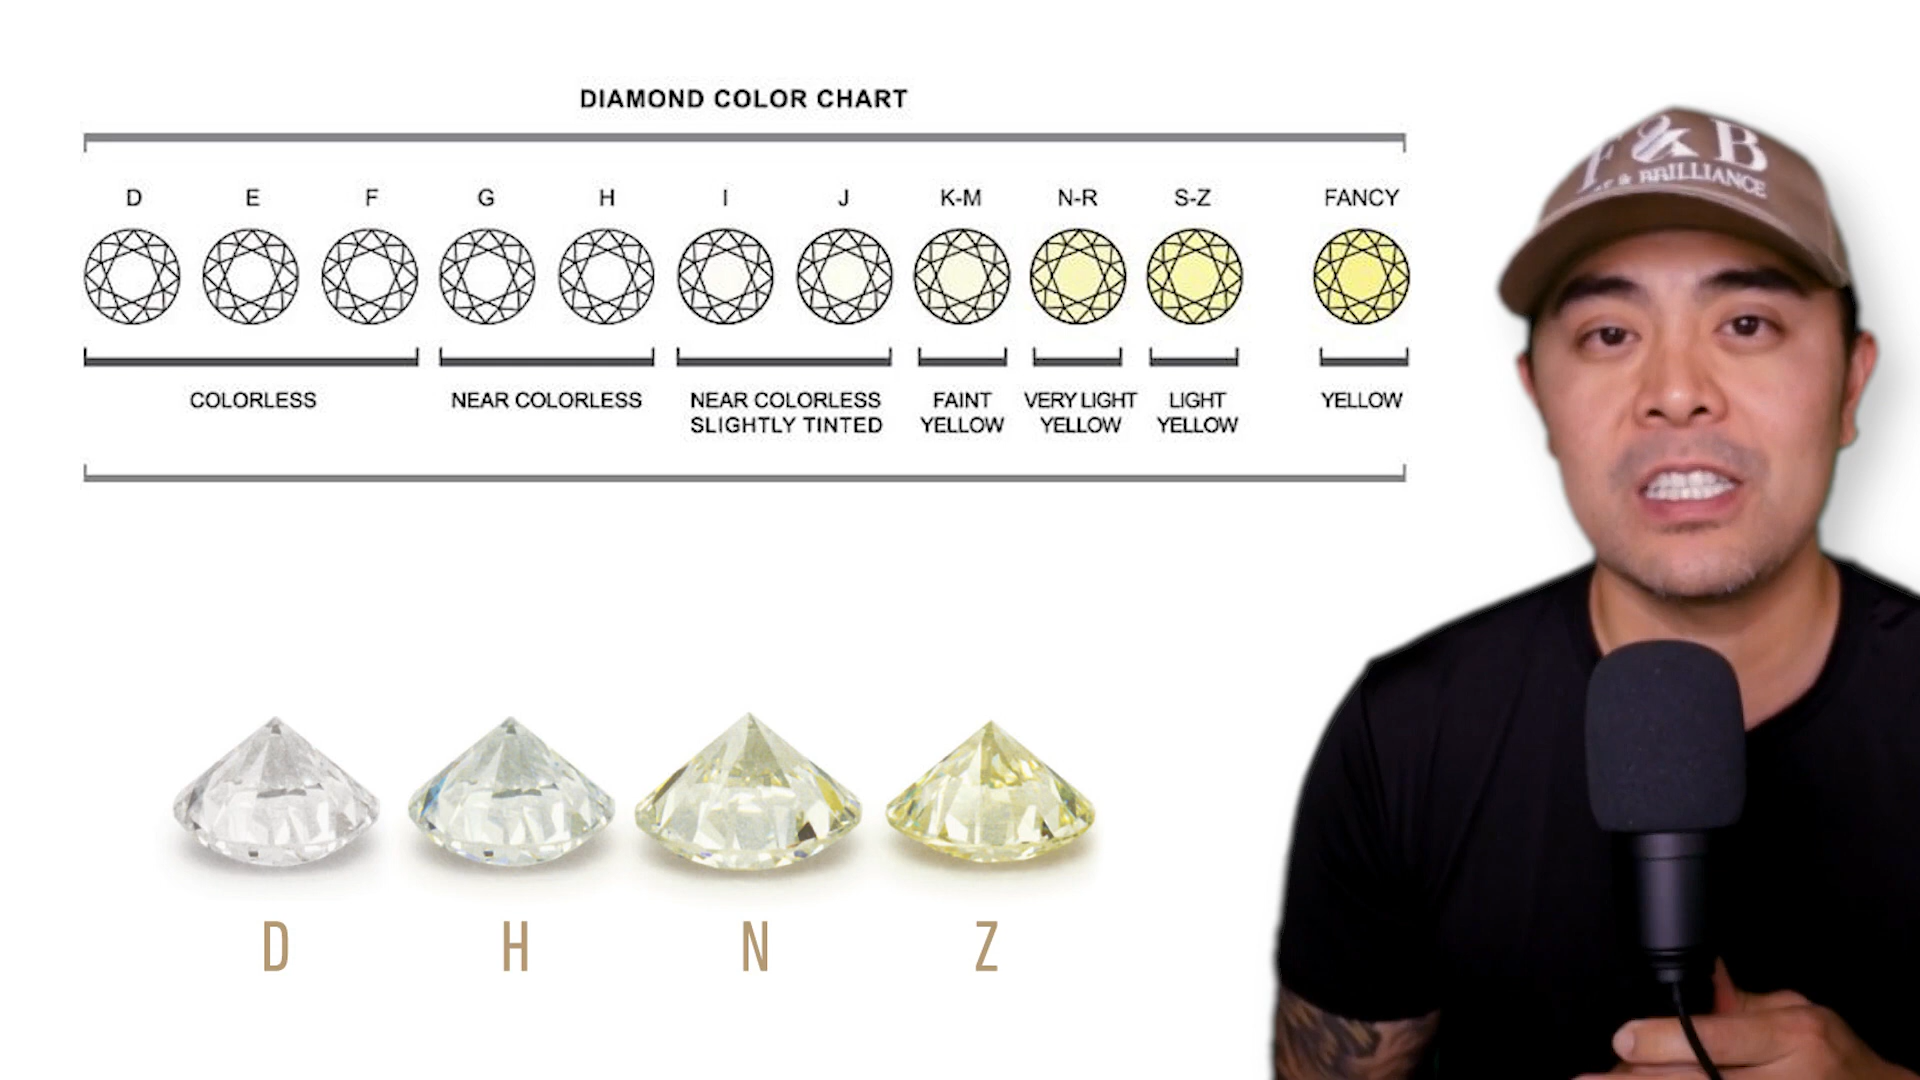 DIAMOND COLOR CHART
D E F G H I J K-M N-R S-Z FANCY
COLORLESS NEAR COLORLESS NEAR COLORLESS FAINT VERY LIGHT LIGHT YELLOW
SLIGHTLY TINTED YELLOW YELLOW YELLOW
F & B
& BRILLIANCE
D H N Z